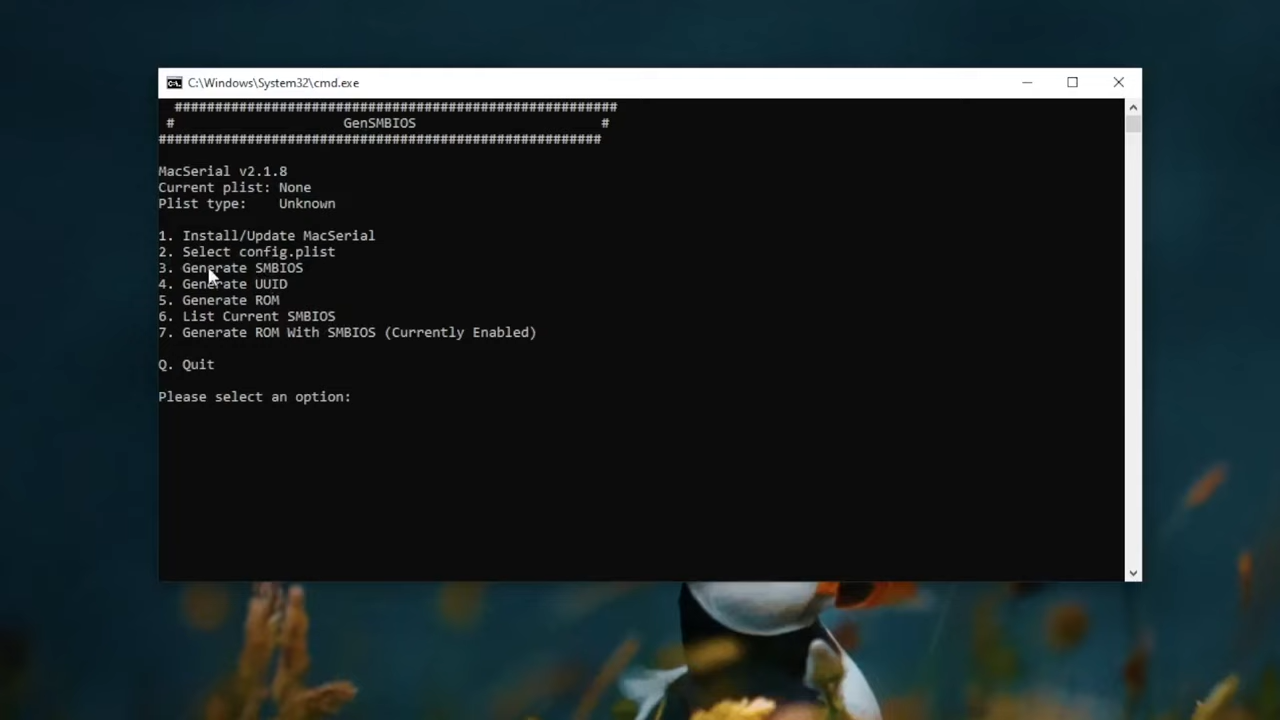 C:\Windows\System32\cmd.exe
#######################################################
# GenSMBIOS #
#######################################################
MacSerial v2.1.8
Current plist: None
Plist type: Unknown
1. Install/Update MacSerial
2. Select config.plist
3. Generate SMBIOS
4. Generate UUID
5. Generate ROM
6. List Current SMBIOS
7. Generate ROM With SMBIOS (Currently Enabled)
Q. Quit
Please select an option: